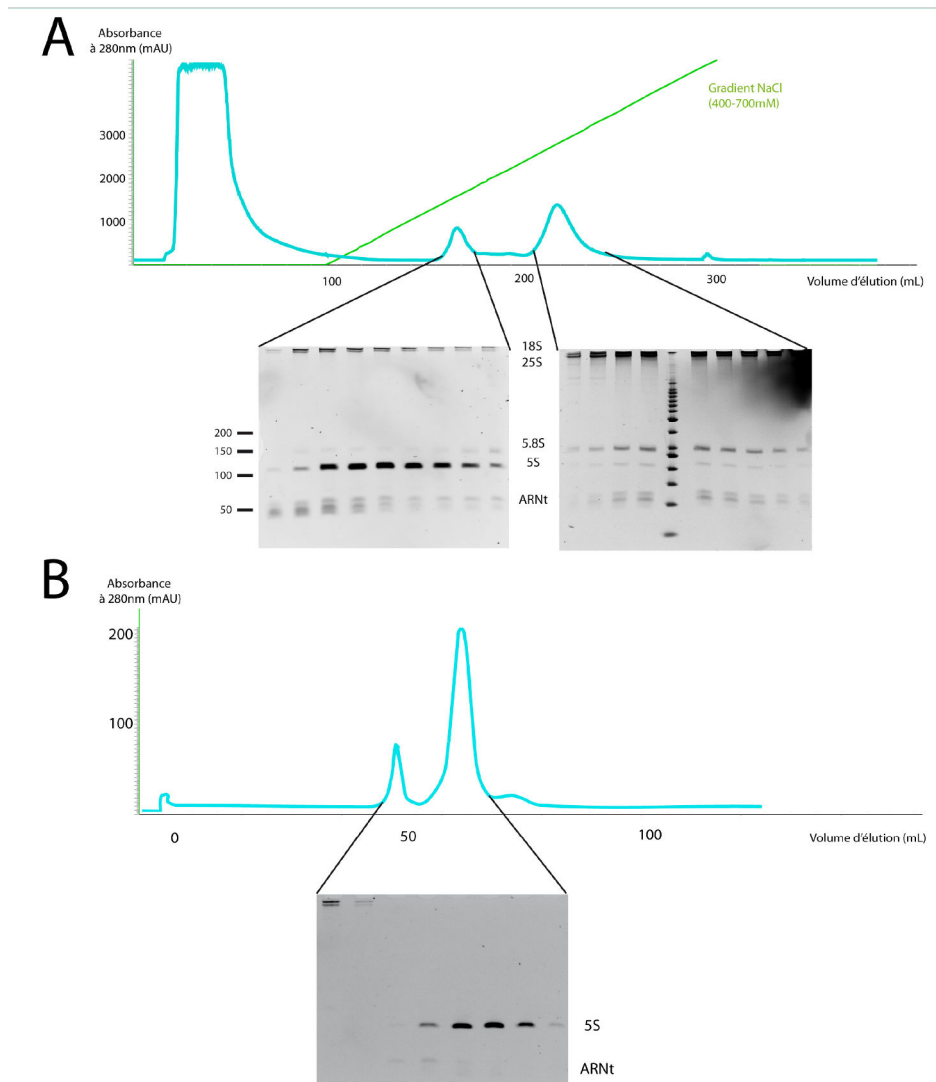 A
Absorbance
à 280nm (mAU)
3000
2000
1000
Gradient NaCl
(400-700mM)
100
200
300
Volume d'élution (mL)
18S
25S
200
150
100
50
5.8S
5S
ARNt
B
Absorbance
à 280nm (mAU)
200
100
0
50
100
Volume d'élution (mL)
5S
ARNt